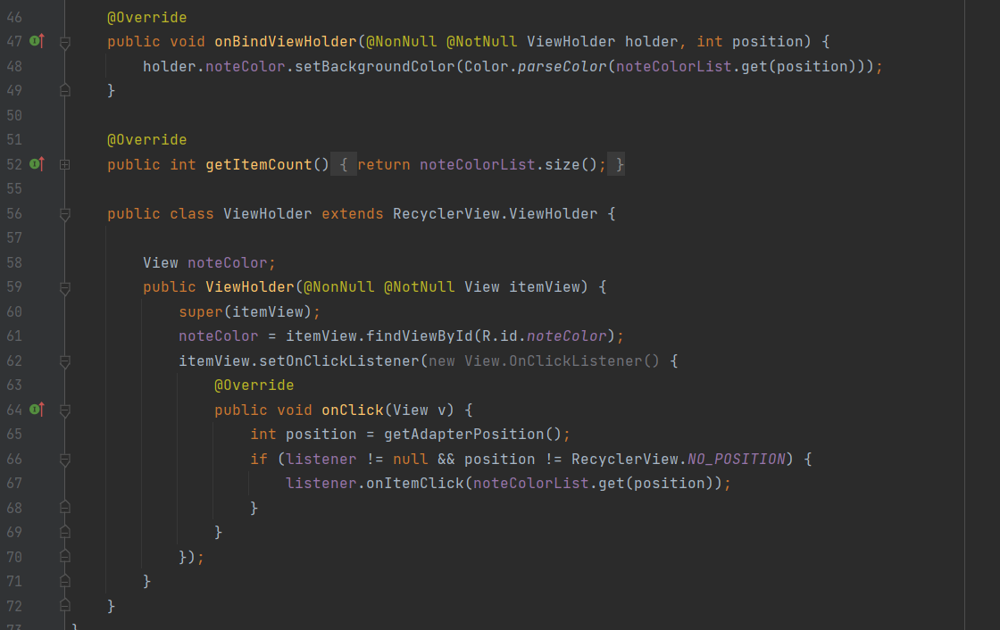 46 @Override
47 public void onBindViewHolder(@NonNull @NotNull ViewHolder holder, int position) {
48 holder.noteColor.setBackgroundColor(Color.parseColor(noteColorList.get(position)));
49 }
50
51 @Override
52 public int getItemCount() { return noteColorList.size(); }
55
56 public class ViewHolder extends RecyclerView.ViewHolder {
57
58 View noteColor;
59 public ViewHolder(@NonNull @NotNull View itemView) {
60 super(itemView);
61 noteColor = itemView.findViewById(R.id.noteColor);
62 itemView.setOnClickListener(new View.OnClickListener() {
63 @Override
64 public void onClick(View v) {
65 int position = getAdapterPosition();
66 if (listener != null && position != RecyclerView.NO_POSITION) {
67 listener.onItemClick(noteColorList.get(position));
68 }
69 }
70 });
71 }
72 }
73 }